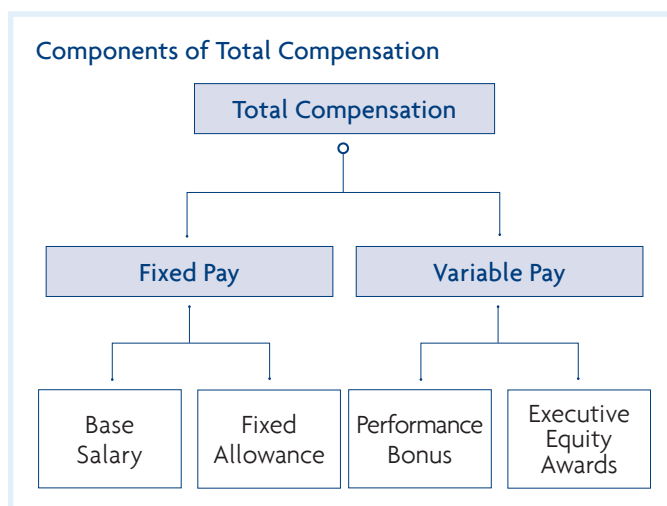 Components of Total Compensation
Total Compensation
Fixed Pay
Variable Pay
Base
Salary
Fixed
Allowance
Performance
Bonus
Executive
Equity
Awards